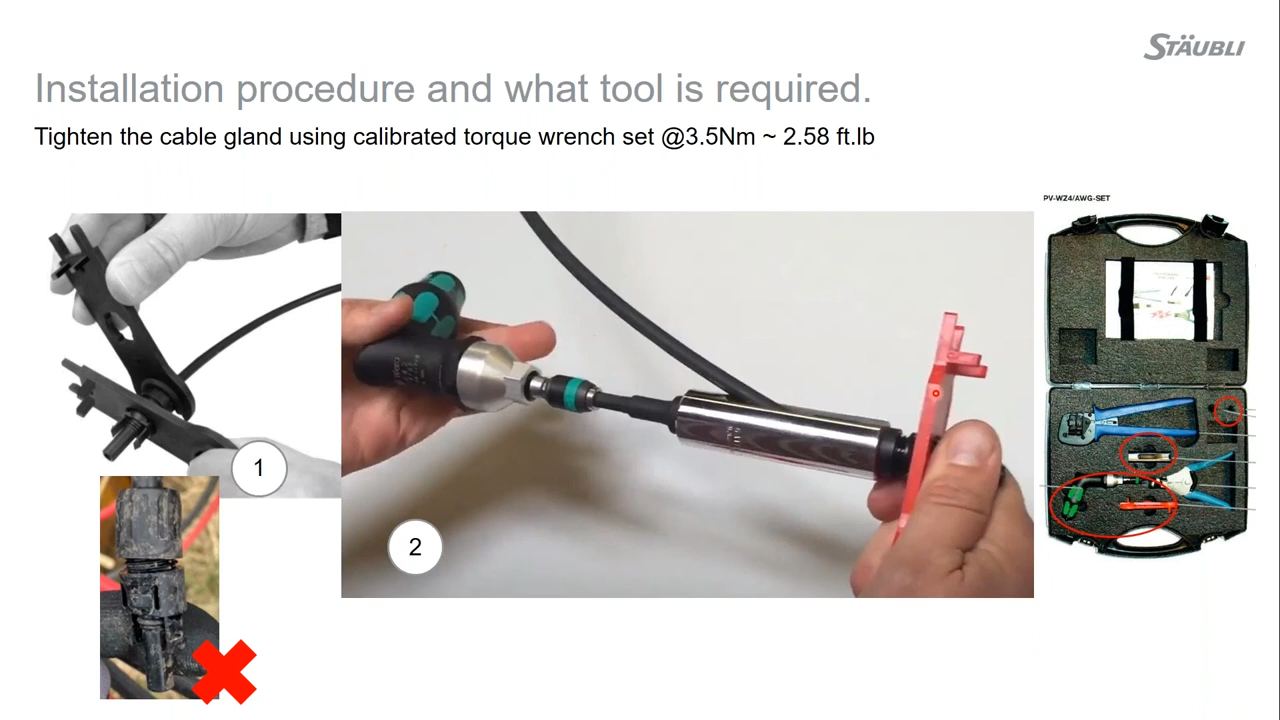 STÄUBLI
Installation procedure and what tool is required.
Tighten the cable gland using calibrated torque wrench set @3.5Nm ~ 2.58 ft.lb
PV-WZ4/AWG-SET
1
2